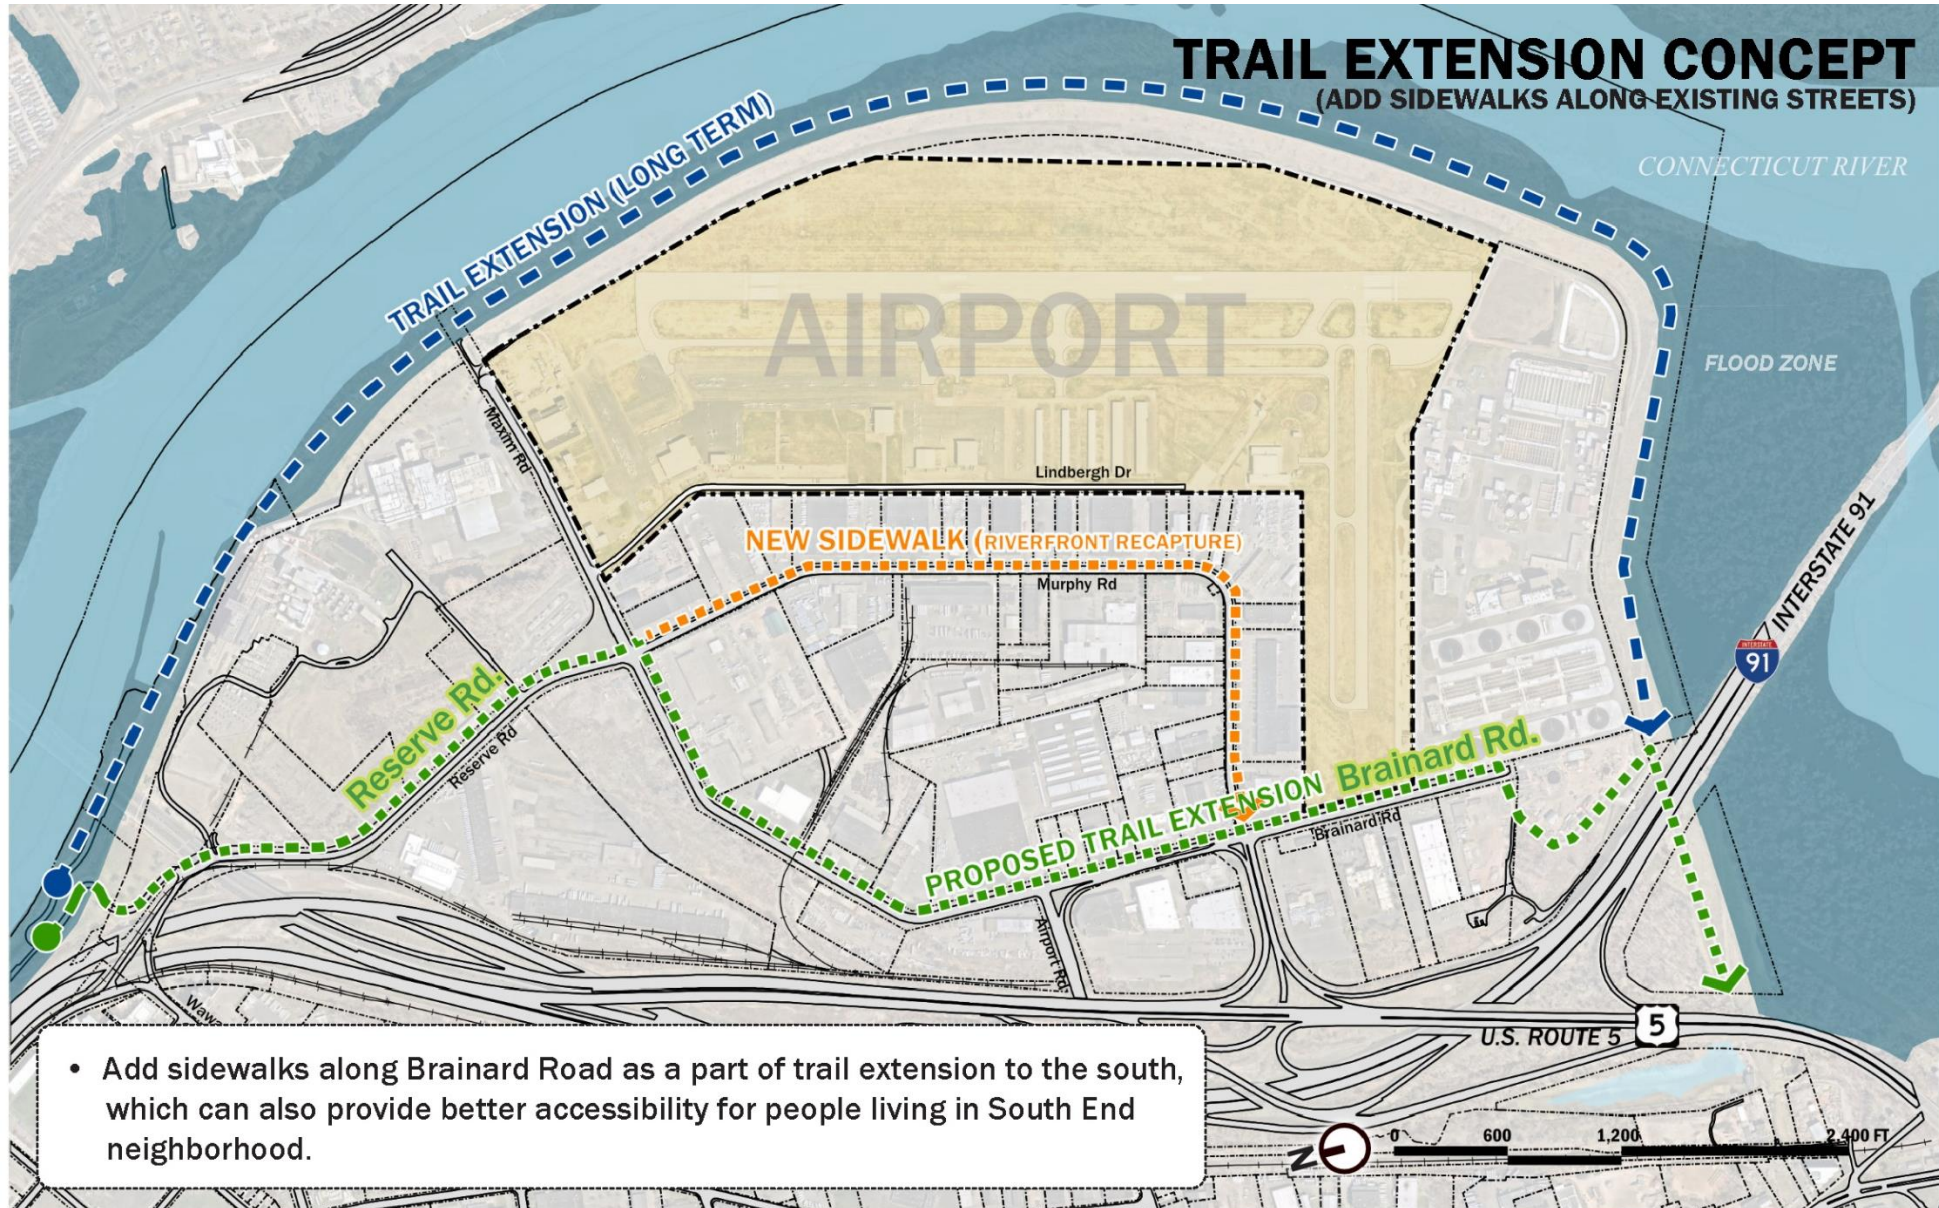 TRAIL EXTENSION CONCEPT
(ADD SIDEWALKS ALONG EXISTING STREETS)
CONNECTICUT RIVER
TRAIL EXTENSION (LONG TERM)
AIRPORT
FLOOD ZONE
Maxim Rd
Lindbergh Dr
NEW SIDEWALK (RIVERFRONT RECAPTURE)
Murphy Rd
INTERSTATE 91
INTERSTATE
91
Reserve Rd.
Reserve Rd
PROPOSED TRAIL EXTENSION
Brainard Rd.
Brainard Rd
Airport Rd
U.S. ROUTE 5
5
• Add sidewalks along Brainard Road as a part of trail extension to the south,
which can also provide better accessibility for people living in South End
neighborhood.
N
0 600 1,200 2,400 FT